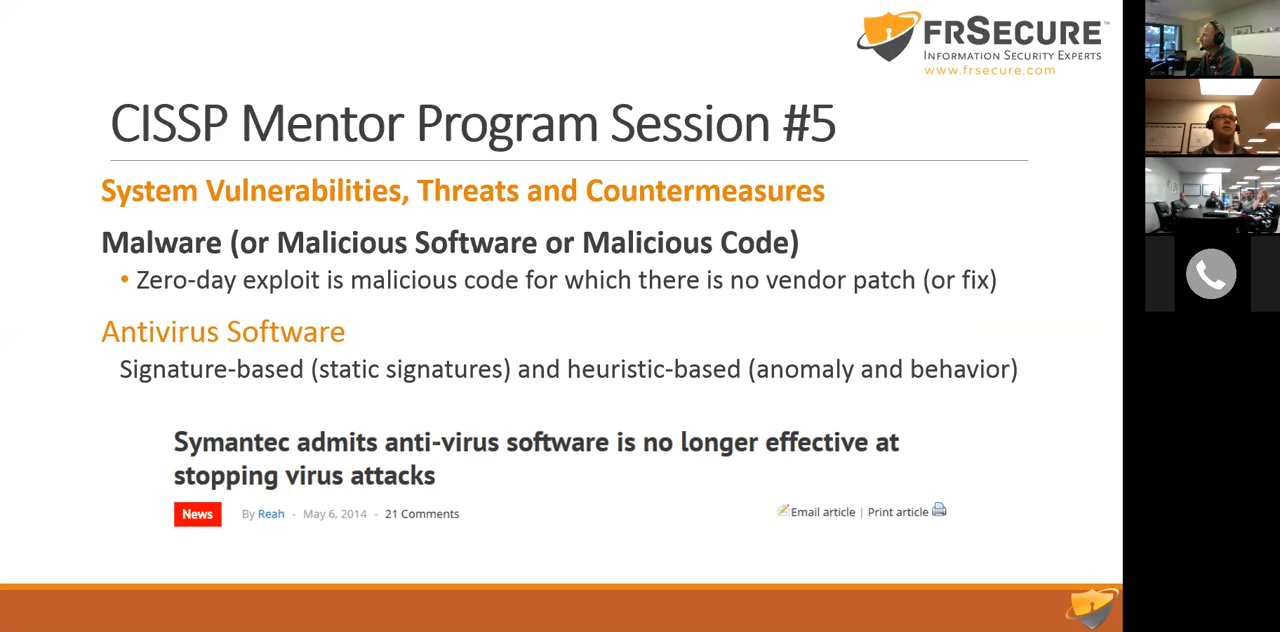 FRSECURE™
INFORMATION SECURITY EXPERTS
www.frsecure.com
CISSP Mentor Program Session #5
System Vulnerabilities, Threats and Countermeasures
Malware (or Malicious Software or Malicious Code)
• Zero-day exploit is malicious code for which there is no vendor patch (or fix)
Antivirus Software
Signature-based (static signatures) and heuristic-based (anomaly and behavior)
Symantec admits anti-virus software is no longer effective at
stopping virus attacks
News By Reah - May 6, 2014 - 21 Comments Email article | Print article